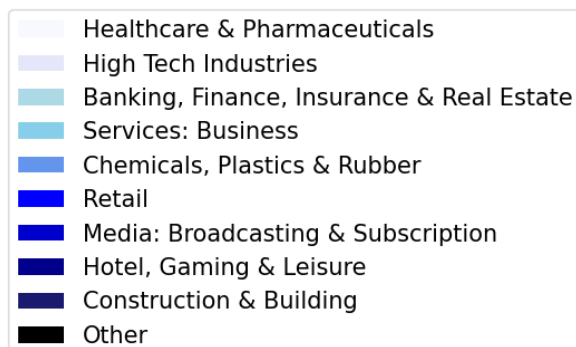 Healthcare & Pharmaceuticals
High Tech Industries
Banking, Finance, Insurance & Real Estate
Services: Business
Chemicals, Plastics & Rubber
Retail
Media: Broadcasting & Subscription
Hotel, Gaming & Leisure
Construction & Building
Other